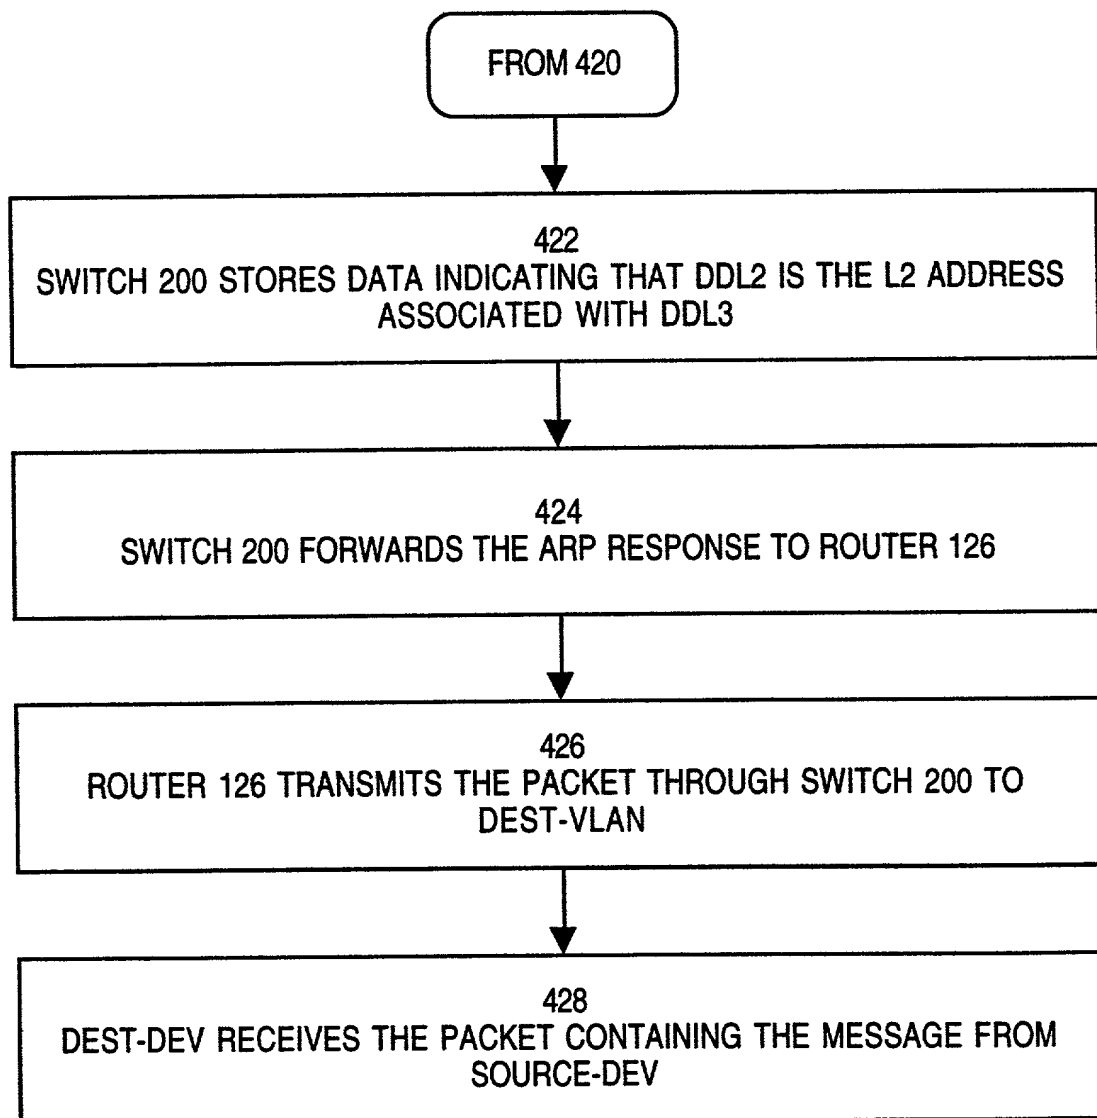 FROM 420
422
SWITCH 200 STORES DATA INDICATING THAT DDL2 IS THE L2 ADDRESS
ASSOCIATED WITH DDL3
424
SWITCH 200 FORWARDS THE ARP RESPONSE TO ROUTER 126
426
ROUTER 126 TRANSMITS THE PACKET THROUGH SWITCH 200 TO
DEST-VLAN
428
DEST-DEV RECEIVES THE PACKET CONTAINING THE MESSAGE FROM
SOURCE-DEV